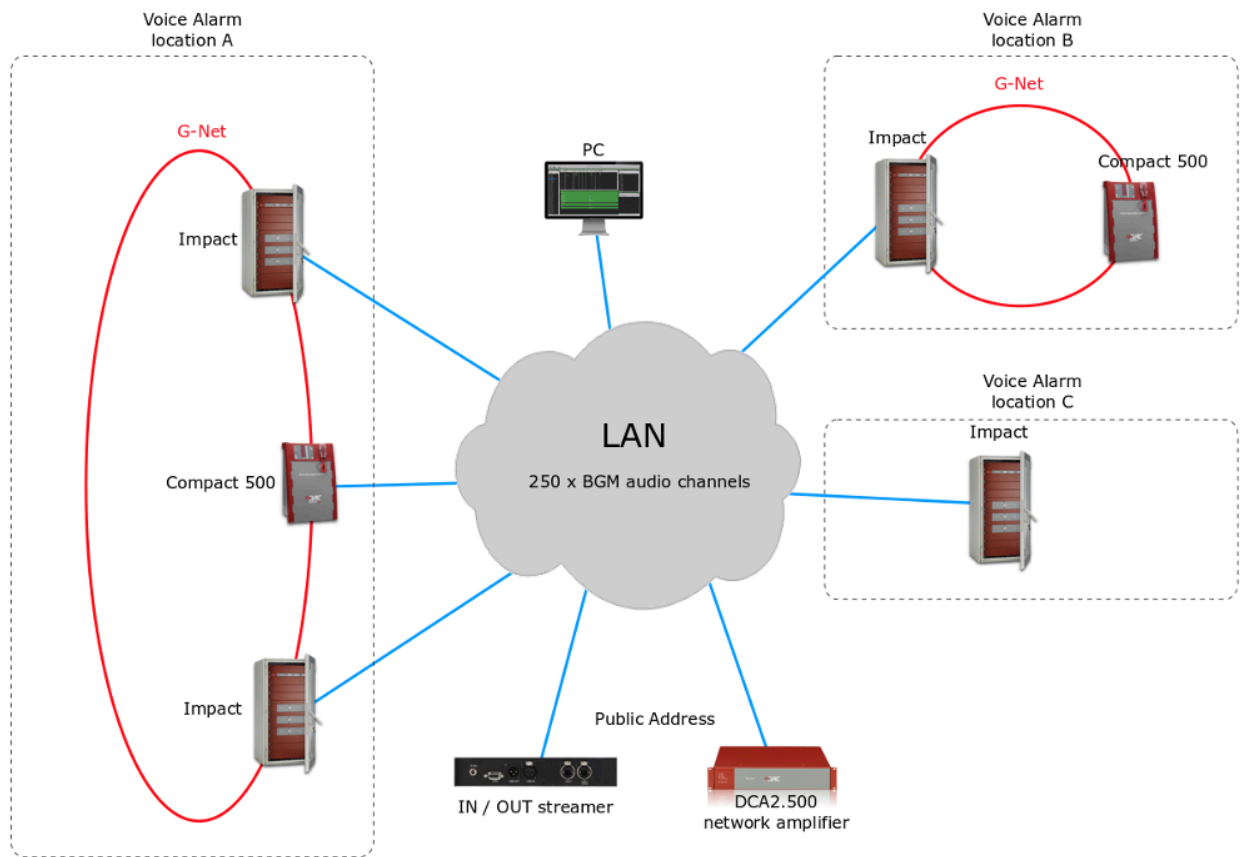 Voice Alarm
location A
G-Net
Impact
Compact 500
Impact
PC
LAN
250 x BGM audio channels
Public Address
IN / OUT streamer
DCA2.500
network amplifier
Voice Alarm
location B
G-Net
Impact
Compact 500
Voice Alarm
location C
Impact